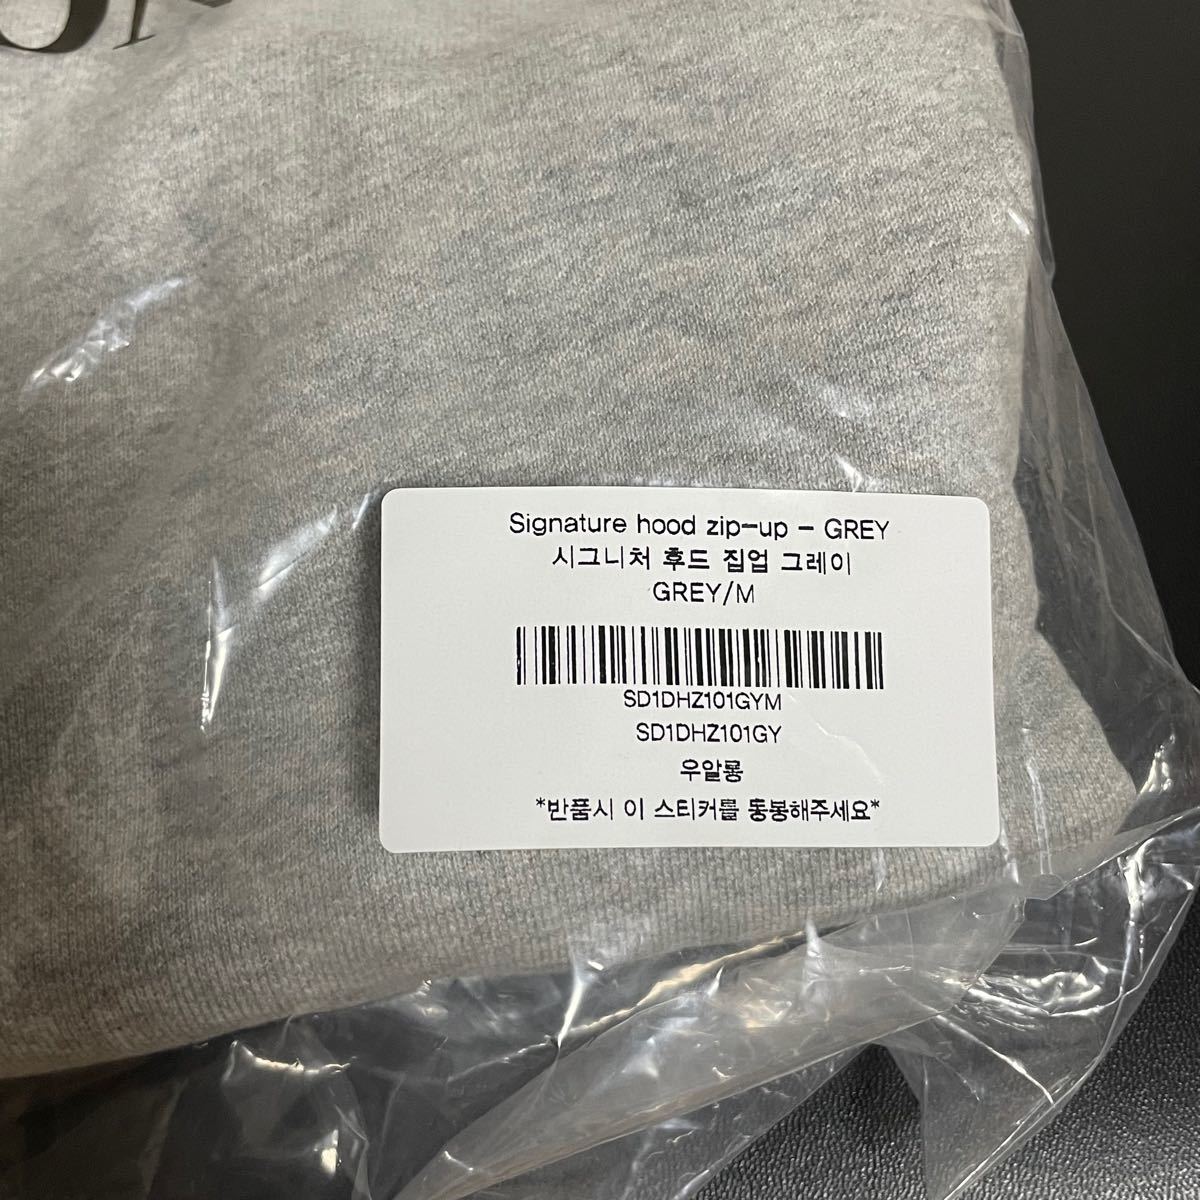 Signature hood zip-up - GREY
시그니처 후드 집업 그레이
GREY/M
SD1DHZ101GYM
SD1DHZ101GY
우알롱
*반품시 이 스티커를 동봉해주세요*